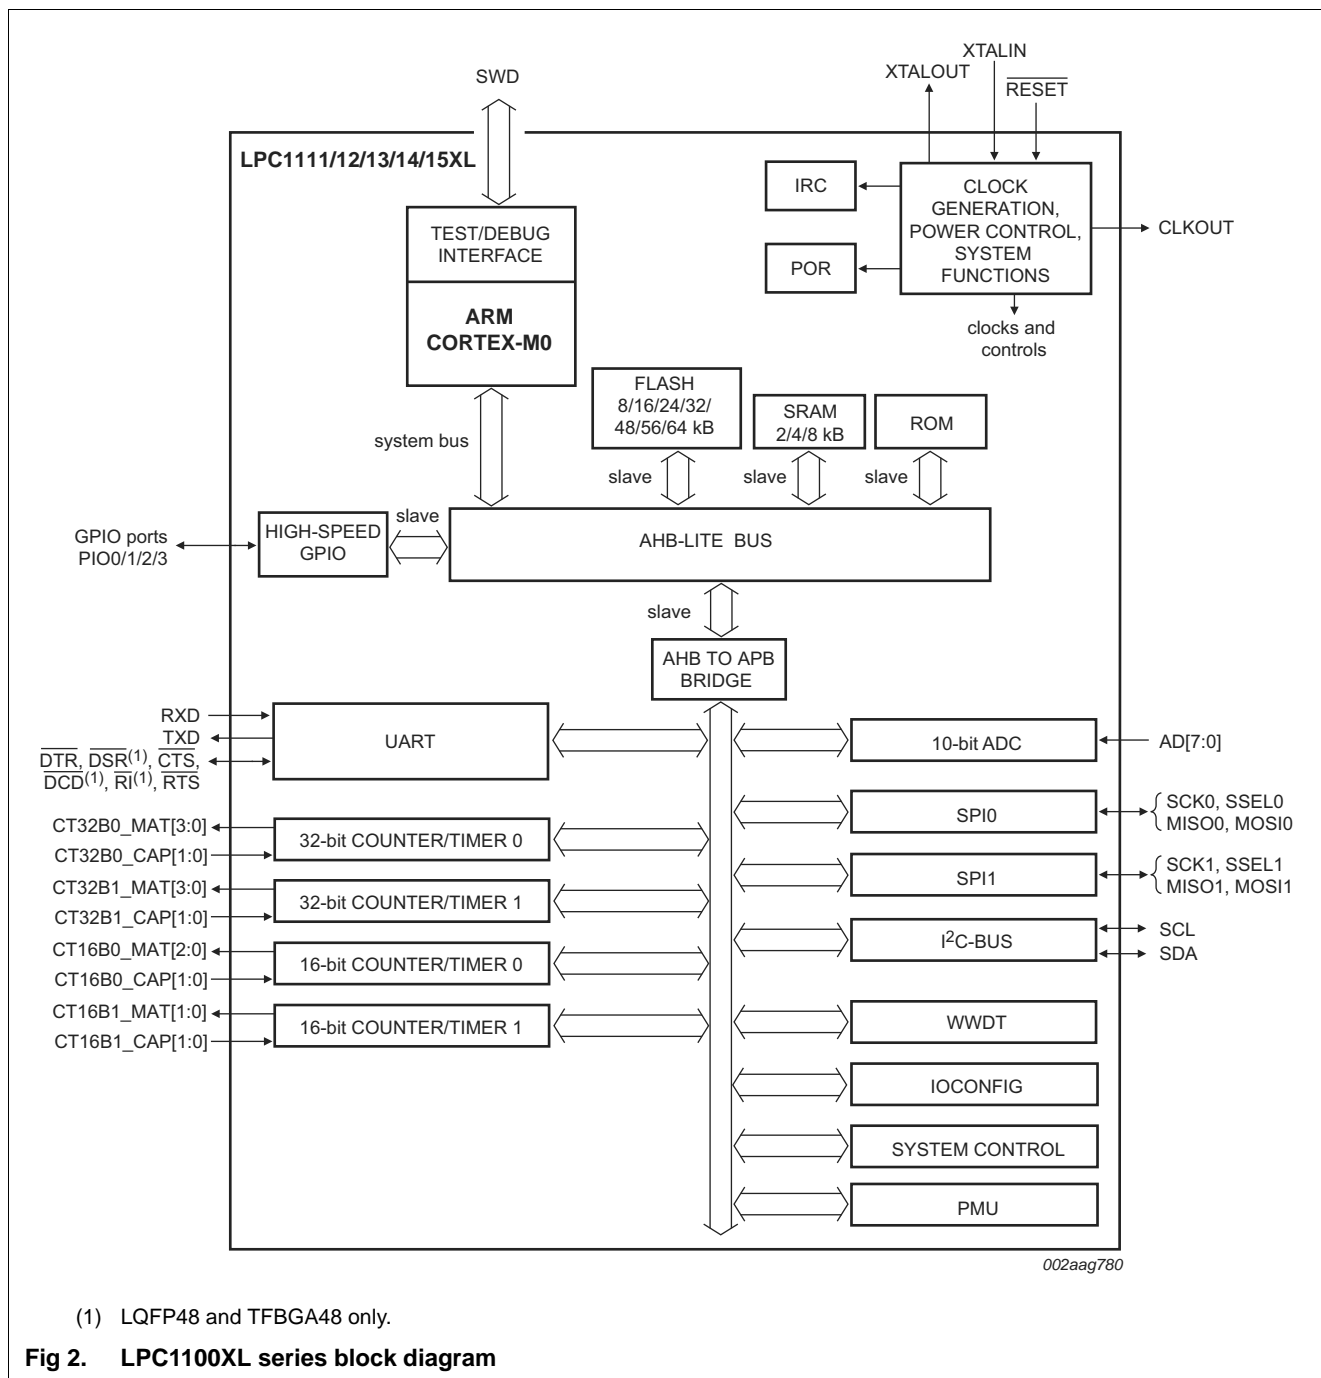 XTALIN
XTALOUT
SWD
RESET
LPC1111/12/13/14/15XL
IRC
CLOCK
GENERATION,
POWER CONTROL,
SYSTEM
FUNCTIONS
CLKOUT
TEST/DEBUG
INTERFACE
POR
ARM
CORTEX-M0
clocks and
controls
FLASH
8/16/24/32/
48/56/64 kB
SRAM
2/4/8 kB
ROM
system bus
slave
slave
slave
slave
GPIO ports
PIO0/1/2/3
HIGH-SPEED
GPIO
AHB-LITE BUS
slave
AHB TO APB
BRIDGE
RXD
TXD
DTR, DSR(1), CTS,
DCD(1), RI(1), RTS
UART
10-bit ADC
AD[7:0]
SPI0
SCK0, SSEL0
MISO0, MOSI0
CT32B0_MAT[3:0]
CT32B0_CAP[1:0]
32-bit COUNTER/TIMER 0
SPI1
SCK1, SSEL1
MISO1, MOSI1
CT32B1_MAT[3:0]
CT32B1_CAP[1:0]
32-bit COUNTER/TIMER 1
I2C-BUS
SCL
SDA
CT16B0_MAT[2:0]
CT16B0_CAP[1:0]
16-bit COUNTER/TIMER 0
CT16B1_MAT[1:0]
CT16B1_CAP[1:0]
16-bit COUNTER/TIMER 1
WWDT
IOCONFIG
SYSTEM CONTROL
PMU
002aag780
(1) LQFP48 and TFBGA48 only.
Fig 2. LPC1100XL series block diagram